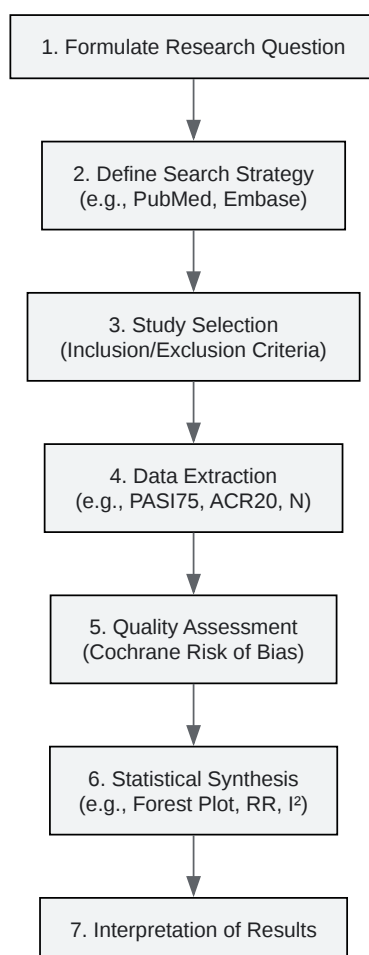 1. Formulate Research Question
2. Define Search Strategy
(e.g., PubMed, Embase)
3. Study Selection
(Inclusion/Exclusion Criteria)
4. Data Extraction
(e.g., PASI75, ACR20, N)
5. Quality Assessment
(Cochrane Risk of Bias)
6. Statistical Synthesis
(e.g., Forest Plot, RR, I²)
7. Interpretation of Results